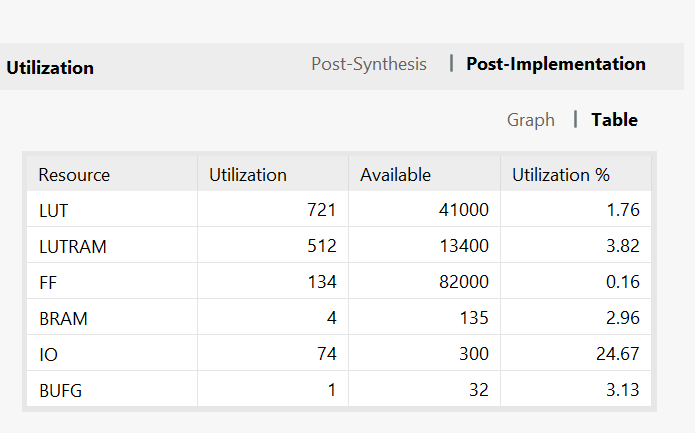 Utilization Post-Synthesis | Post-Implementation
Graph | Table
Resource Utilization Available Utilization %
LUT 721 41000 1.76
LUTRAM 512 13400 3.82
FF 134 82000 0.16
BRAM 4 135 2.96
IO 74 300 24.67
BUFG 1 32 3.13